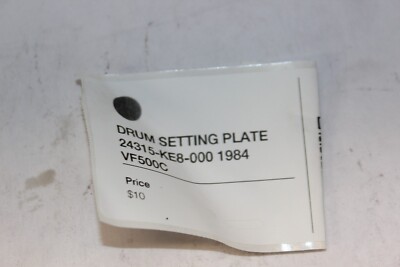 DRUM SETTING PLATE
24315-KE8-000 1984
VF500C
Price
$10